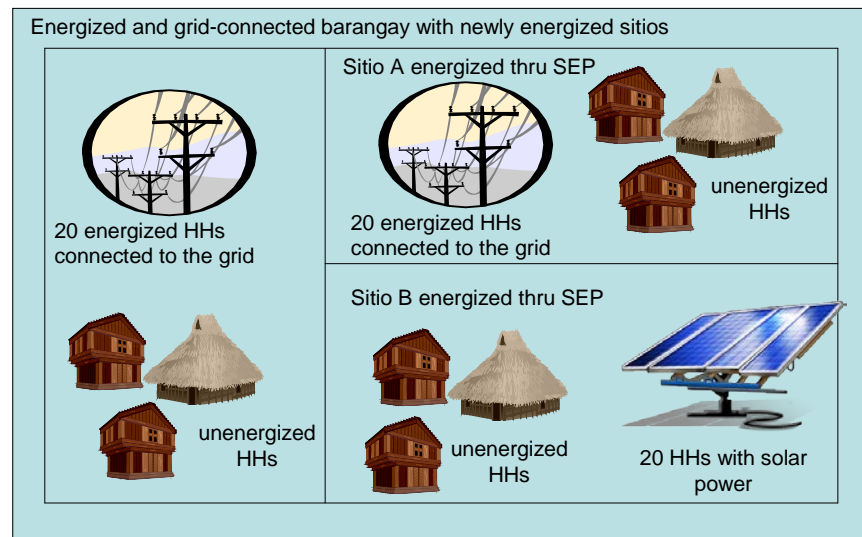 Energized and grid-connected barangay with newly energized sitios
20 energized HHs
connected to the grid
unenergized
HHs
Sitio A energized thru SEP
20 energized HHs
connected to the grid
unenergized
HHs
Sitio B energized thru SEP
unenergized
HHs
20 HHs with solar
power